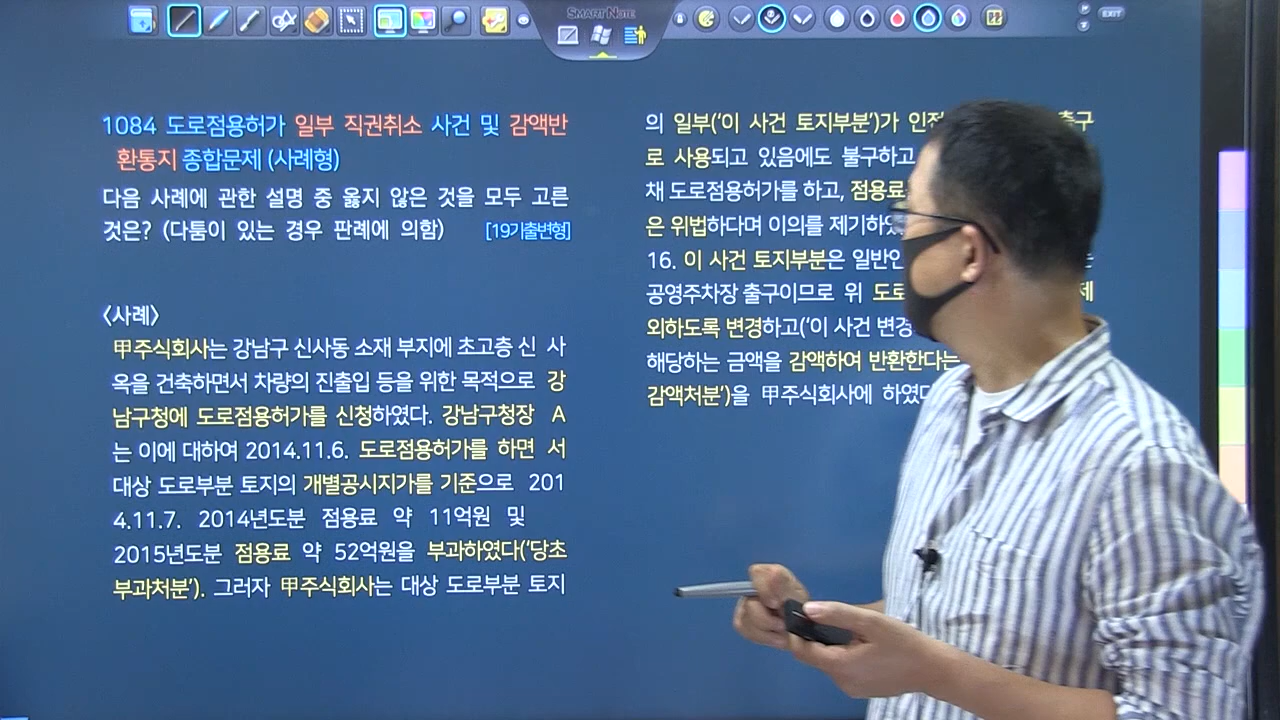 SMART NOTE
EXIT
1084 도로점용허가 일부 직권취소 사건 및 감액반
환통지 종합문제 (사례형)
다음 사례에 관한 설명 중 옳지 않은 것을 모두 고른
것은? (다툼이 있는 경우 판례에 의함) [19기출변형]
〈사례〉
甲주식회사는 강남구 신사동 소재 부지에 초고층 신 사
옥을 건축하면서 차량의 진출입 등을 위한 목적으로 강
남구청에 도로점용허가를 신청하였다. 강남구청장 A
는 이에 대하여 2014.11.6. 도로점용허가를 하면 서
대상 도로부분 토지의 개별공시지가를 기준으로 201
4.11.7. 2014년도분 점용료 약 11억원 및
2015년도분 점용료 약 52억원을 부과하였다('당초
부과처분'). 그러자 甲주식회사는 대상 도로부분 토지
의 일부('이 사건 토지부분')가
로 사용되고 있음에도 불구하고
채 도로점용허가를 하고, 점용료
은 위법하다며 이의를
16. 이 사건 토지부분은
공영주차장 출구이므로 위
외하도록 변경하고('이 사건
해당하는 금액을 감액하여 반환한다는
감액처분')을 甲주식회사에